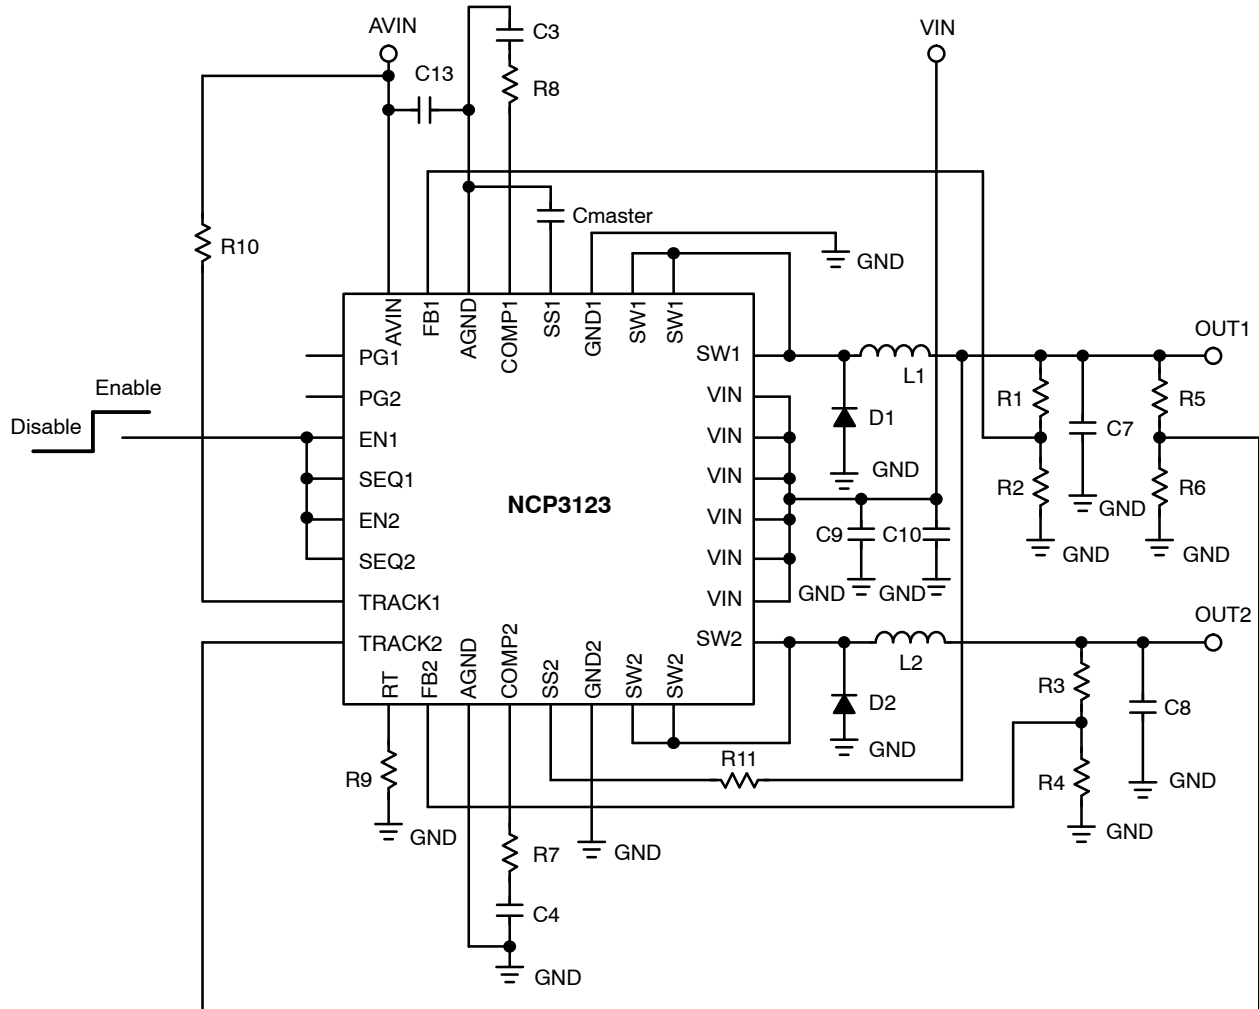 AVIN
C3
VIN
C13
R8
Cmaster
R10
GND
AVIN
FB1
AGND
COMP1
SS1
GND1
SW1
SW1
OUT1
PG1
SW1
L1
Enable
PG2
VIN
R1
R5
Disable
EN1
VIN
D1
C7
SEQ1
VIN
GND
R2
R6
NCP3123
GND
EN2
VIN
C9
C10
SEQ2
VIN
GND
GND
TRACK1
VIN
GND
GND
OUT2
TRACK2
SW2
L2
RT
FB2
AGND
COMP2
SS2
GND2
SW2
SW2
R3
D2
C8
GND
R9
R11
R4
GND
GND
R7
GND
GND
C4
GND